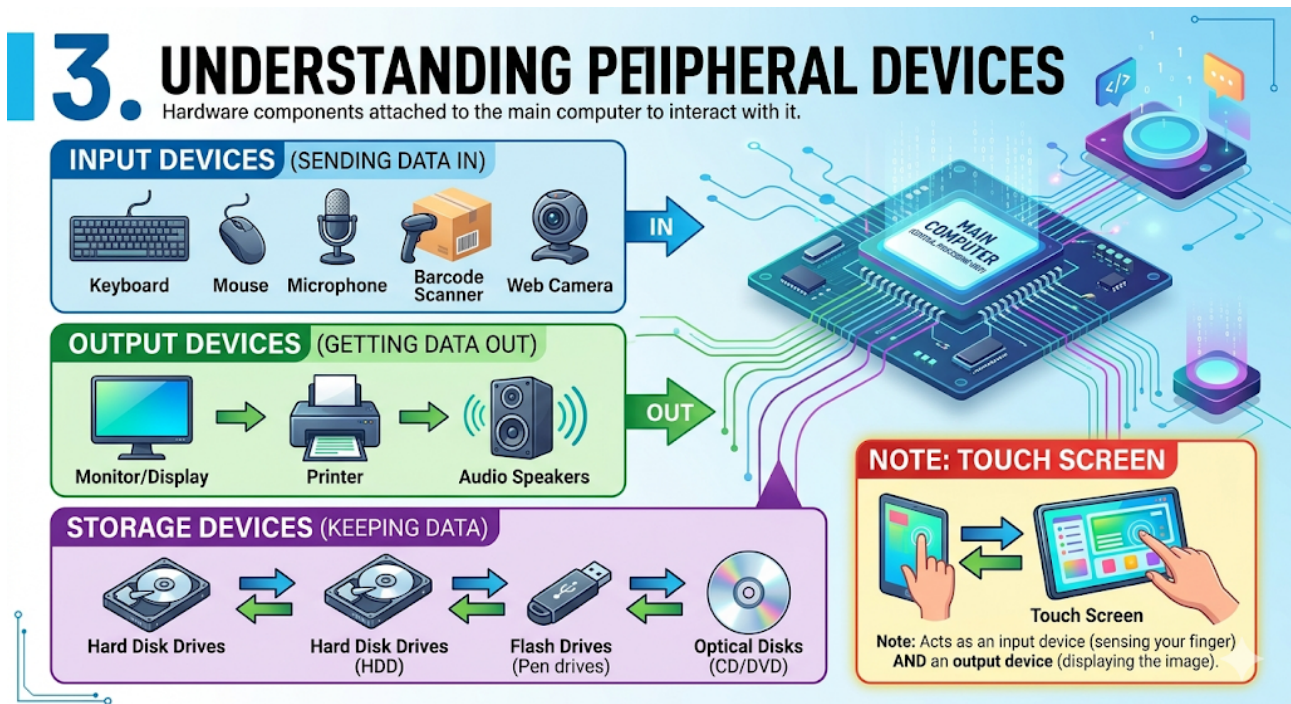 3. UNDERSTANDING PEIIPHERAL DEVICES
Hardware components attached to the main computer to interact with it.
INPUT DEVICES (SENDING DATA IN)
Keyboard
Mouse
Microphone
Barcode
Scanner
Web Camera
IN
OUTPUT DEVICES (GETTING DATA OUT)
Monitor/Display
Printer
Audio Speakers
OUT
STORAGE DEVICES (KEEPING DATA)
Hard Disk Drives
Hard Disk Drives
(HDD)
Flash Drives
(Pen drives)
Optical Disks
(CD/DVD)
MAIN
COMPUTER
</>
NOTE: TOUCH SCREEN
Touch Screen
Note: Acts as an input device (sensing your finger)
AND an output device (displaying the image).